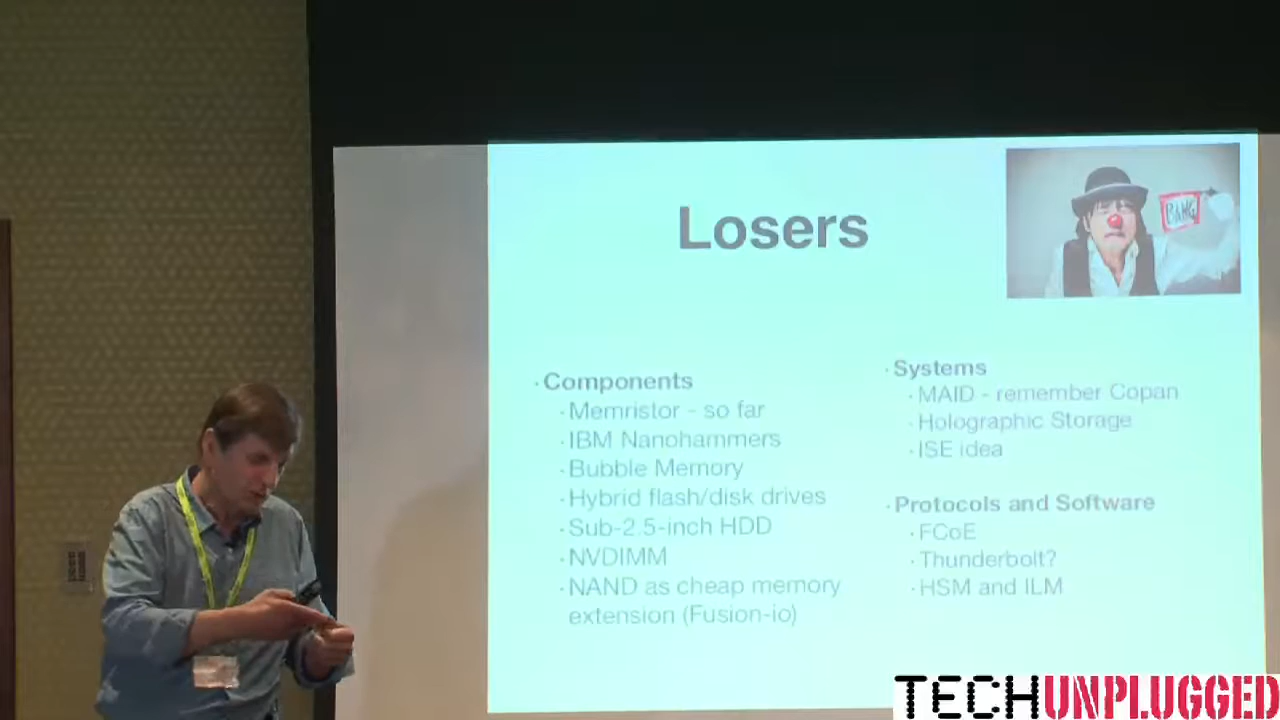 Losers
BANG
· Components
· Memristor - so far
· IBM Nanohammers
· Bubble Memory
· Hybrid flash/disk drives
· Sub-2.5-inch HDD
· NVDIMM
· NAND as cheap memory
extension (Fusion-io)
· Systems
· MAID - remember Copan
· Holographic Storage
· ISE idea
· Protocols and Software
· FCoE
· Thunderbolt?
· HSM and ILM
TECHUNPLUGGED